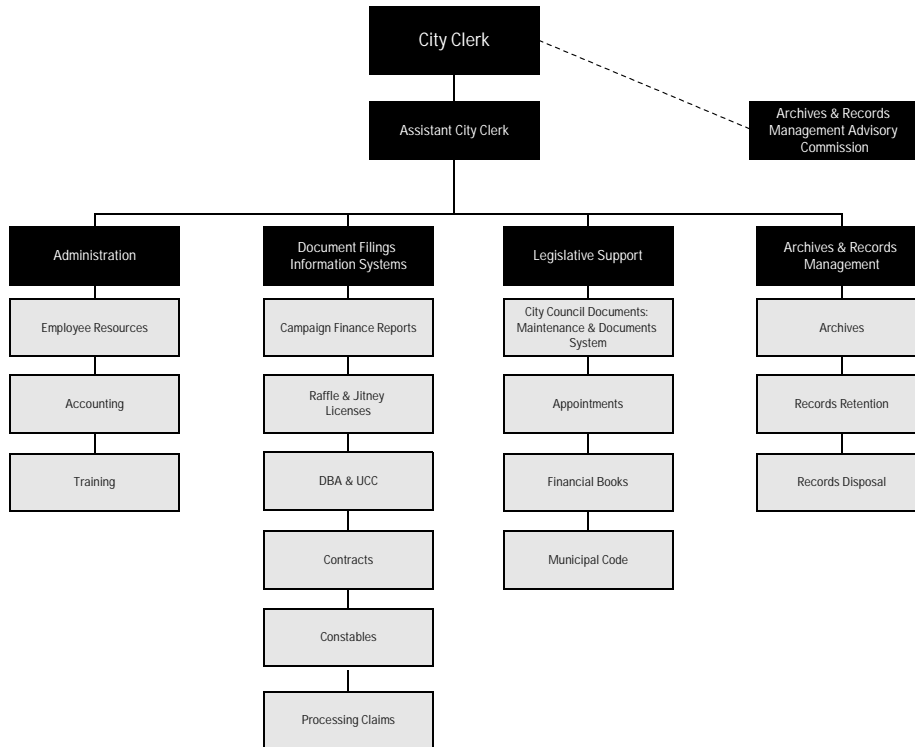 City Clerk
Assistant City Clerk
Archives & Records
Management Advisory
Commission
Administration
Document Filings
Information Systems
Legislative Support
Archives & Records
Management
Employee Resources
Campaign Finance Reports
City Council Documents:
Maintenance & Documents
System
Archives
Accounting
Raffle & Jitney
Licenses
Appointments
Records Retention
Training
DBA & UCC
Financial Books
Records Disposal
Contracts
Municipal Code
Constables
Processing Claims